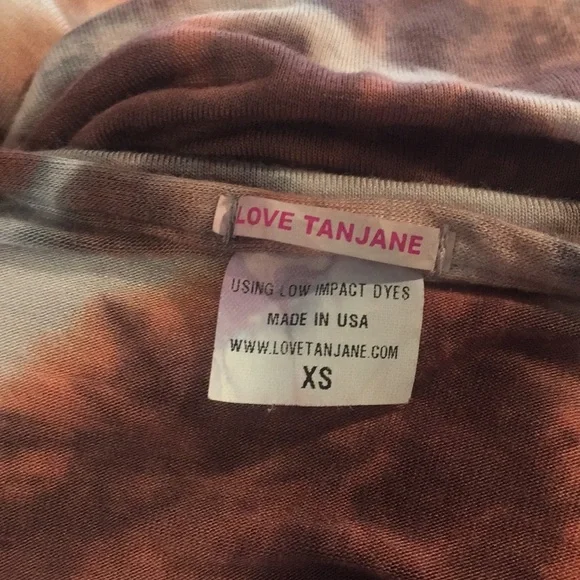 LOVE TANJANE
USING LOW IMPACT DYES
MADE IN USA
WWW.LOVETANJANE.COM
XS